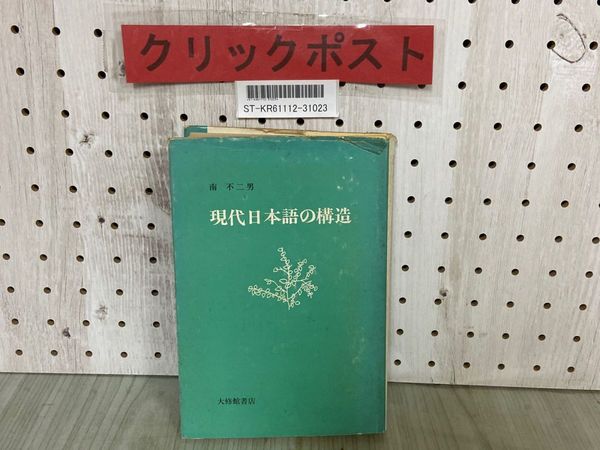 クリックポスト
ST-KR61112-31023
南 不二男
現代日本語の構造
大修館書店